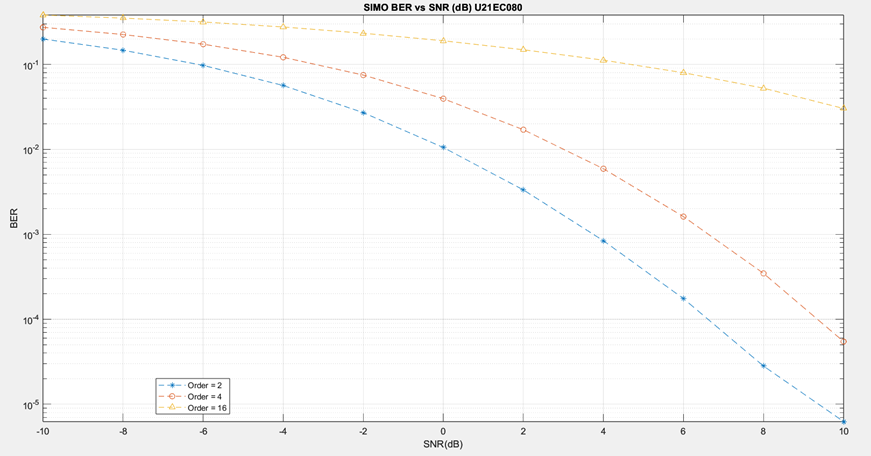 SIMO BER vs SNR (dB) U21EC080
10-1
10-2
10-3
10-4
10-5
BER
Order = 2
Order = 4
Order = 16
-10 -8 -6 -4 -2 0 2 4 6 8 10
SNR(dB)